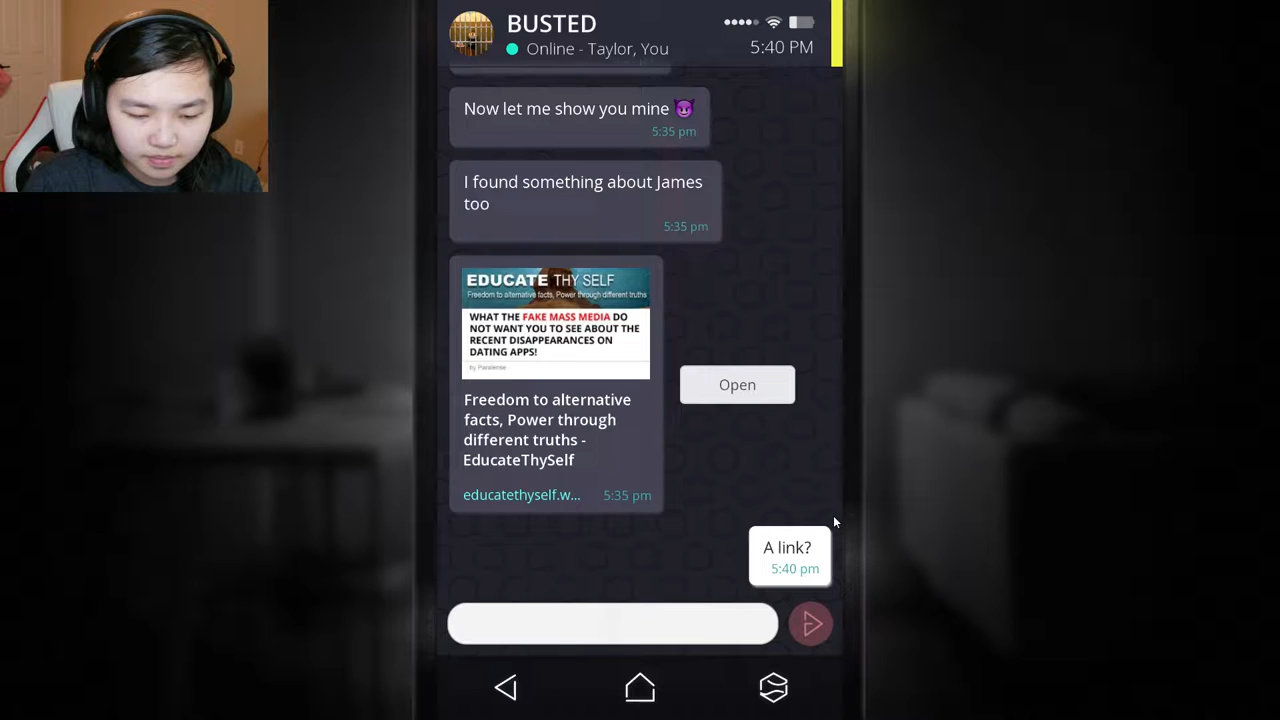 BUSTED
Online - Taylor, You
5:40 PM
Now let me show you mine 😈
5:35 pm
I found something about James
too
5:35 pm
EDUCATE THY SELF
Freedom to alternative facts, Power through different truths
WHAT THE FAKE MASS MEDIA DO
NOT WANT YOU TO SEE ABOUT THE
RECENT DISAPPEARANCES ON
DATING APPS!
by Paralense
Open
Freedom to alternative
facts, Power through
different truths -
EducateThySelf
educatethyself.w...
5:35 pm
A link?
5:40 pm